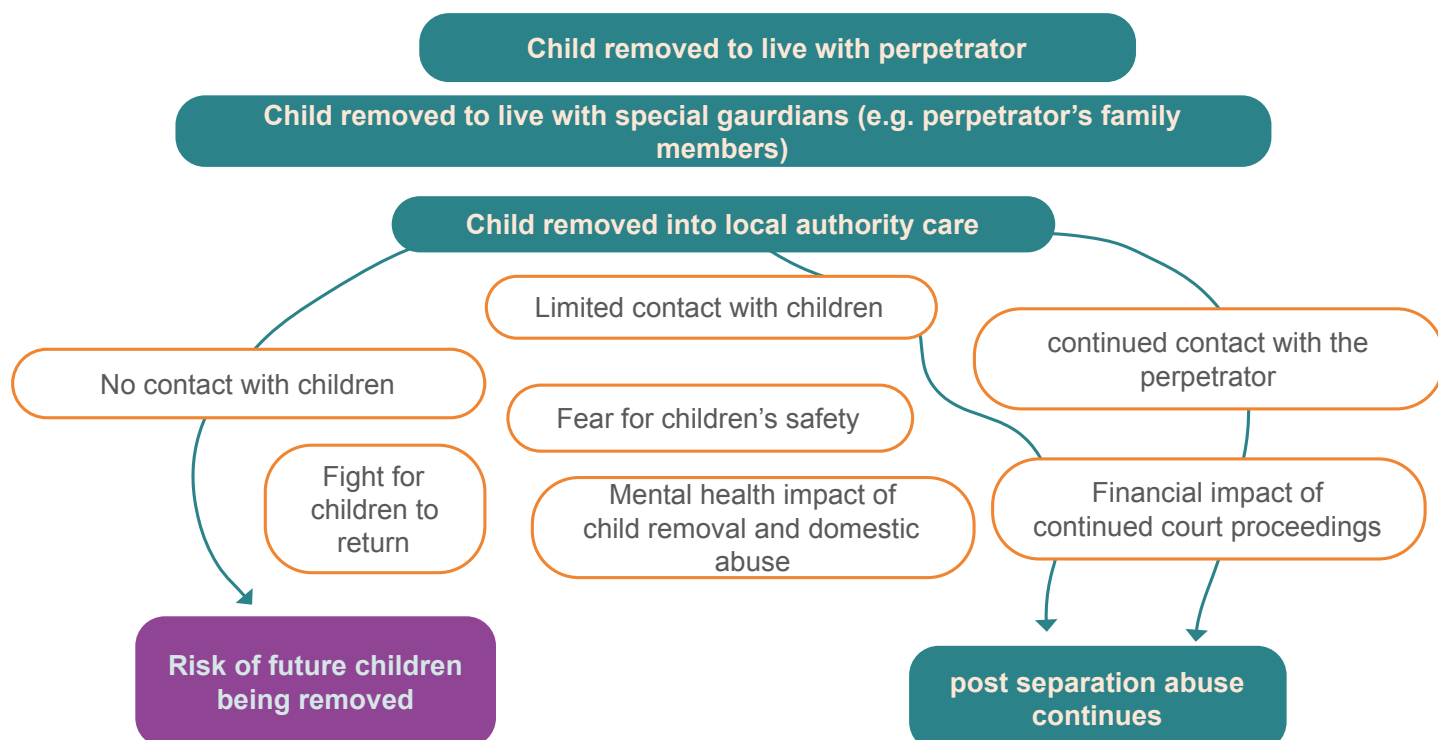 Child removed to live with perpetrator
Child removed to live with special gaurdians (e.g. perpetrator’s family
members)
Child removed into local authority care
Limited contact with children
continued contact with the
perpetrator
No contact with children
Fear for children’s safety
Fight for
children to
return
Mental health impact of
child removal and domestic
abuse
Financial impact of
continued court proceedings
Risk of future children
being removed
post separation abuse
continues